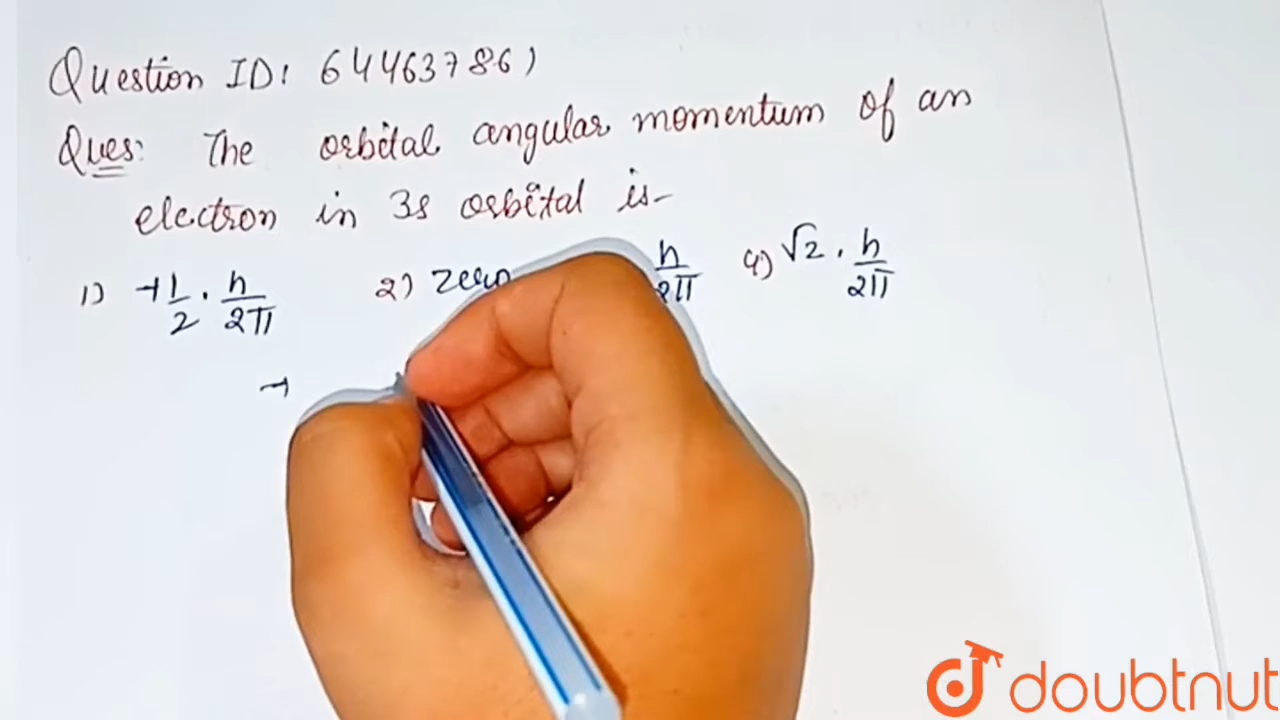 Question ID: 644637861
Ques: The orbital angular momentum of an
electron in 3s orbital is-
1) +1/2 . h/2π 2) zero h/2π 4) √2 . h/2π
→
doubtnut